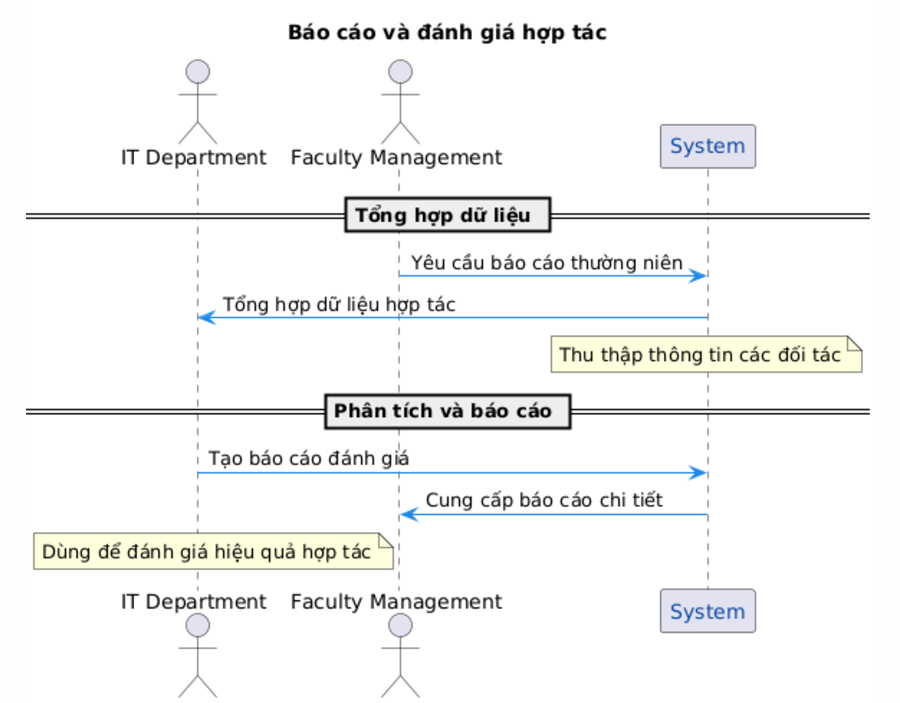 Báo cáo và đánh giá hợp tác
IT Department
Faculty Management
System
Tổng hợp dữ liệu
Yêu cầu báo cáo thường niên
Tổng hợp dữ liệu hợp tác
Thu thập thông tin các đối tác
Phân tích và báo cáo
Tạo báo cáo đánh giá
Cung cấp báo cáo chi tiết
Dùng để đánh giá hiệu quả hợp tác
IT Department
Faculty Management
System